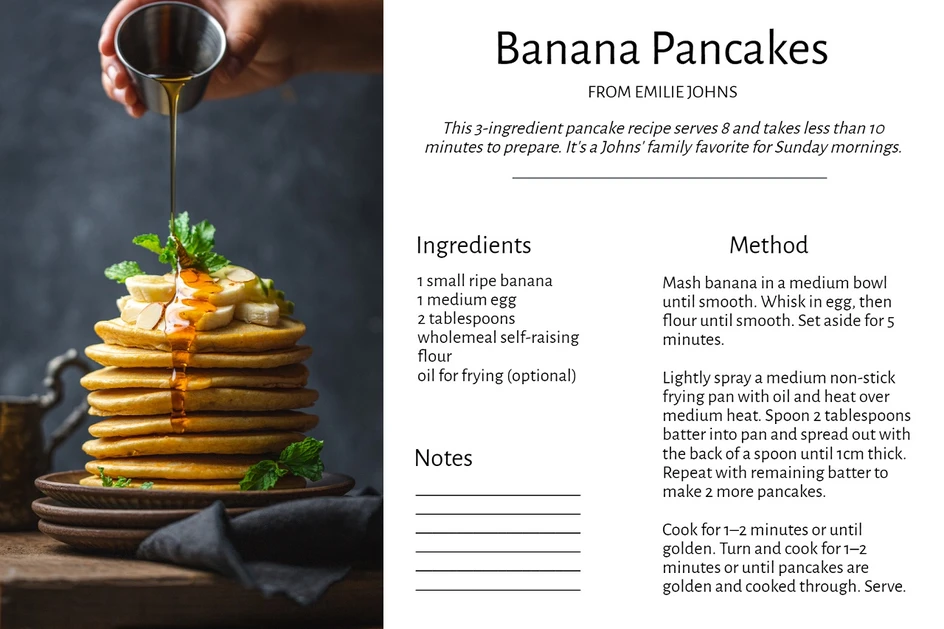 Banana Pancakes
FROM EMILIE JOHNS
This 3-ingredient pancake recipe serves 8 and takes less than 10
minutes to prepare. It's a Johns' family favorite for Sunday mornings.
Ingredients
1 small ripe banana
1 medium egg
2 tablespoons
wholemeal self-raising
flour
oil for frying (optional)
Notes
Method
Mash banana in a medium bowl
until smooth. Whisk in egg, then
flour until smooth. Set aside for 5
minutes.
Lightly spray a medium non-stick
frying pan with oil and heat over
medium heat. Spoon 2 tablespoons
batter into pan and spread out with
the back of a spoon until 1cm thick.
Repeat with remaining batter to
make 2 more pancakes.
Cook for 1–2 minutes or until
golden. Turn and cook for 1–2
minutes or until pancakes are
golden and cooked through. Serve.